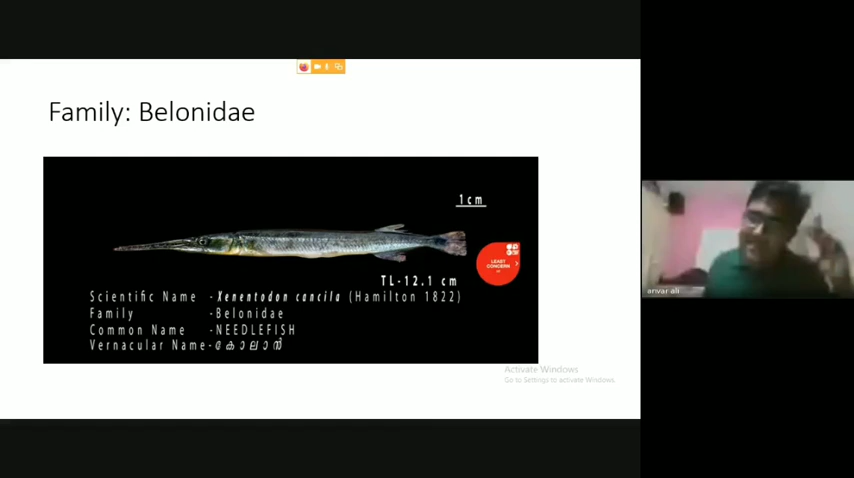 Family: Belonidae
1cm
LEAST
CONCERN
TL-12.1 cm
Scientific Name -Xenentodon cancila (Hamilton 1822)
Family -Belonidae
Common Name -NEEDLEFISH
Vernacular Name-കോലാൻ
Activate Windows
Go to Settings to activate Windows.
anvar ali